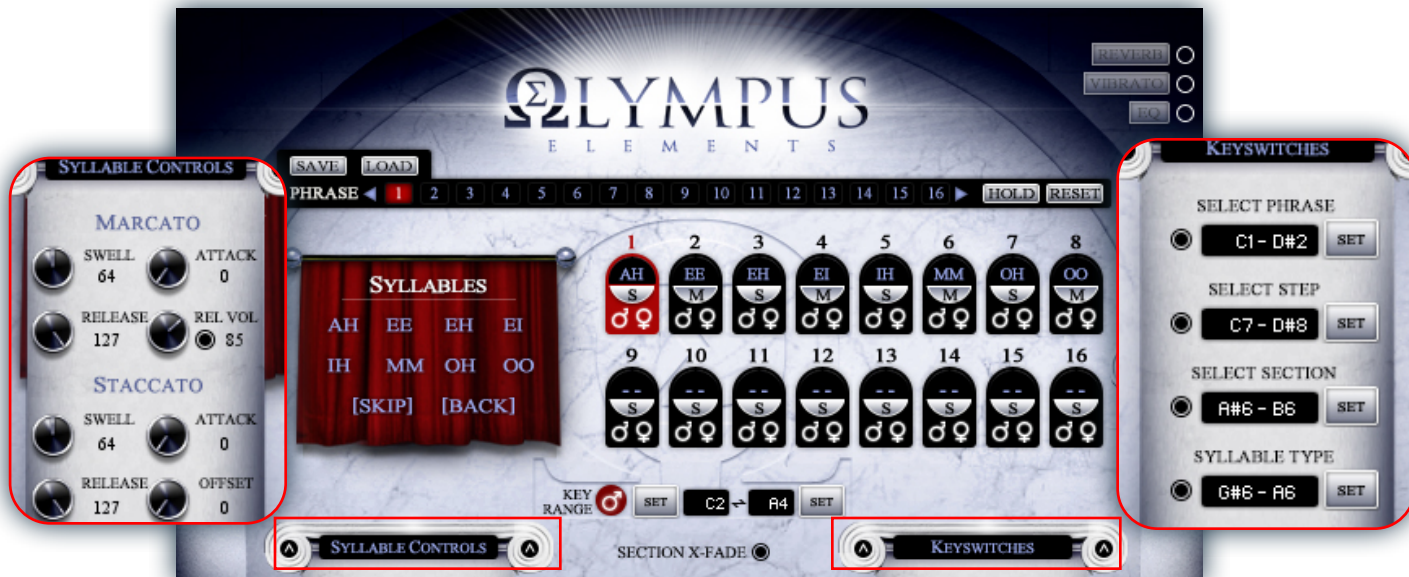 REVERB
VIBRATO
EQ
ΩLYMPUS
Σ
ELEMENTS
SAVE LOAD
PHRASE 1 2 3 4 5 6 7 8 9 10 11 12 13 14 15 16 HOLD RESET
SYLLABLE CONTROLS
MARCATO
SWELL 64 ATTACK 0
RELEASE 127 REL VOL 85
STACCATO
SWELL 64 ATTACK 0
RELEASE 127 OFFSET 0
SYLLABLES
AH EE EH EI
IH MM OH OO
[SKIP] [BACK]
1 2 3 4 5 6 7 8
AH EE EH EI IH MM OH OO
S M S M S M S M
9 10 11 12 13 14 15 16
-- -- -- -- -- -- -- --
S S S S S S S S
KEY RANGE SET C2 A4 SET
SECTION X-FADE
SYLLABLE CONTROLS
KEYSWITCHES
KEYSWITCHES
SELECT PHRASE
C1 - D#2 SET
SELECT STEP
C7 - D#8 SET
SELECT SECTION
A#6 - B6 SET
SYLLABLE TYPE
G#6 - A6 SET